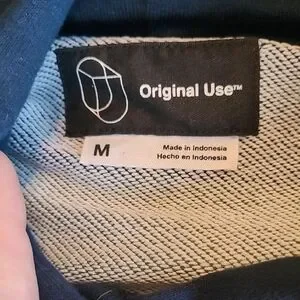 Original Use™
M
Made in Indonesia
Hecho en Indonesia